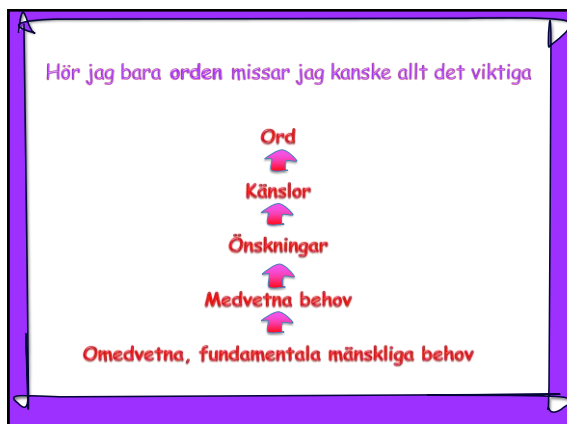 Hör jag bara orden missar jag kanske allt det viktiga
Ord
Känslor
Önskningar
Medvetna behov
Omedvetna, fundamentala mänskliga behov